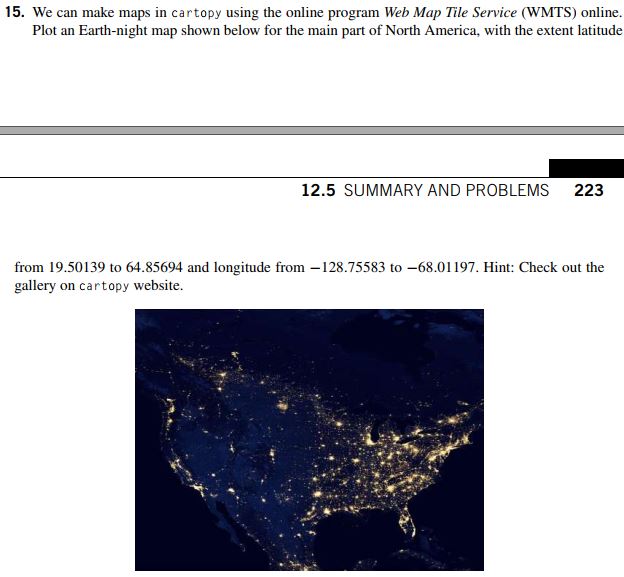 15. We can make maps in cartopy using the online program Web Map Tile Service (WMTS) online.
Plot an Earth-night map shown below for the main part of North America, with the extent latitude
12.5 SUMMARY AND PROBLEMS 223
from 19.50139 to 64.85694 and longitude from −128.75583 to −68.01197. Hint: Check out the
gallery on cartopy website.